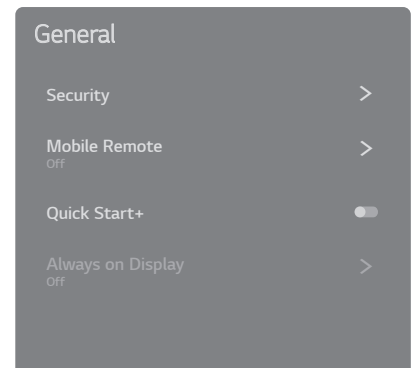 General
Security
Mobile Remote
Off
Quick Start+
Always on Display
Off